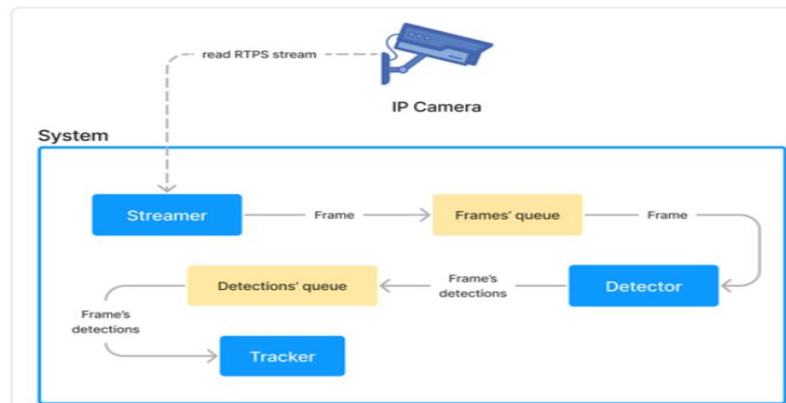 read RTPS stream
IP Camera
System
Streamer
Frame
Frames' queue
Frame
Detections' queue
Frame's
detections
Detector
Frame's
detections
Tracker